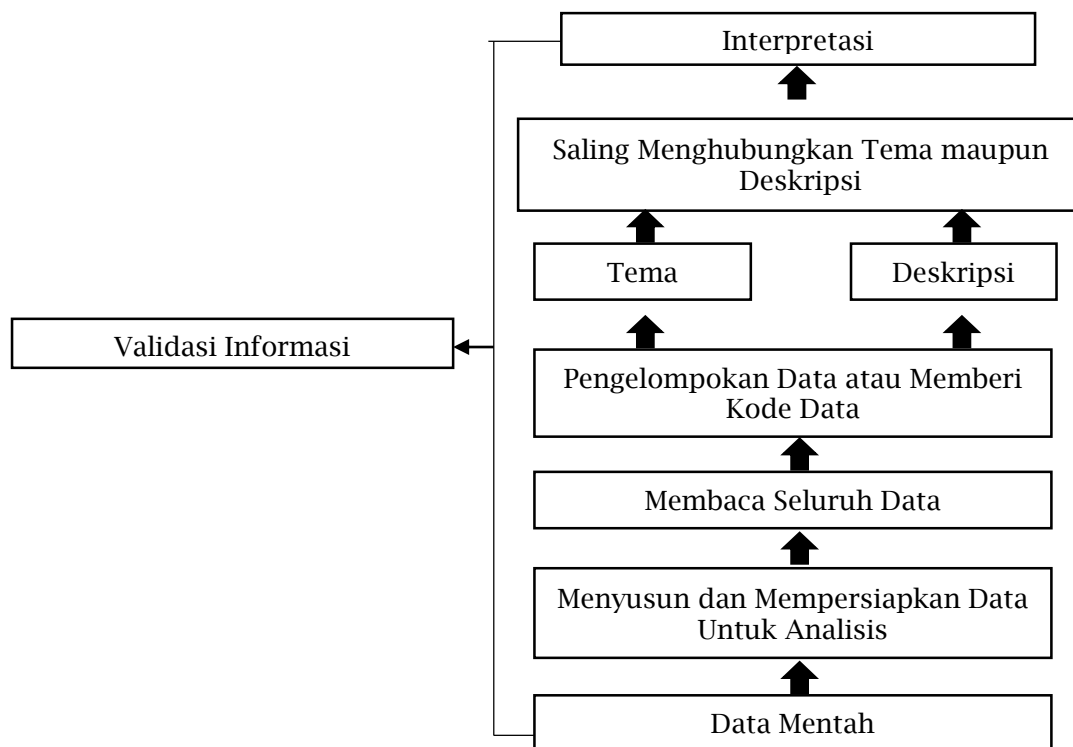 Interpretasi
Saling Menghubungkan Tema maupun
Deskripsi
Tema
Deskripsi
Validasi Informasi
Pengelompokan Data atau Memberi
Kode Data
Membaca Seluruh Data
Menyusun dan Mempersiapkan Data
Untuk Analisis
Data Mentah